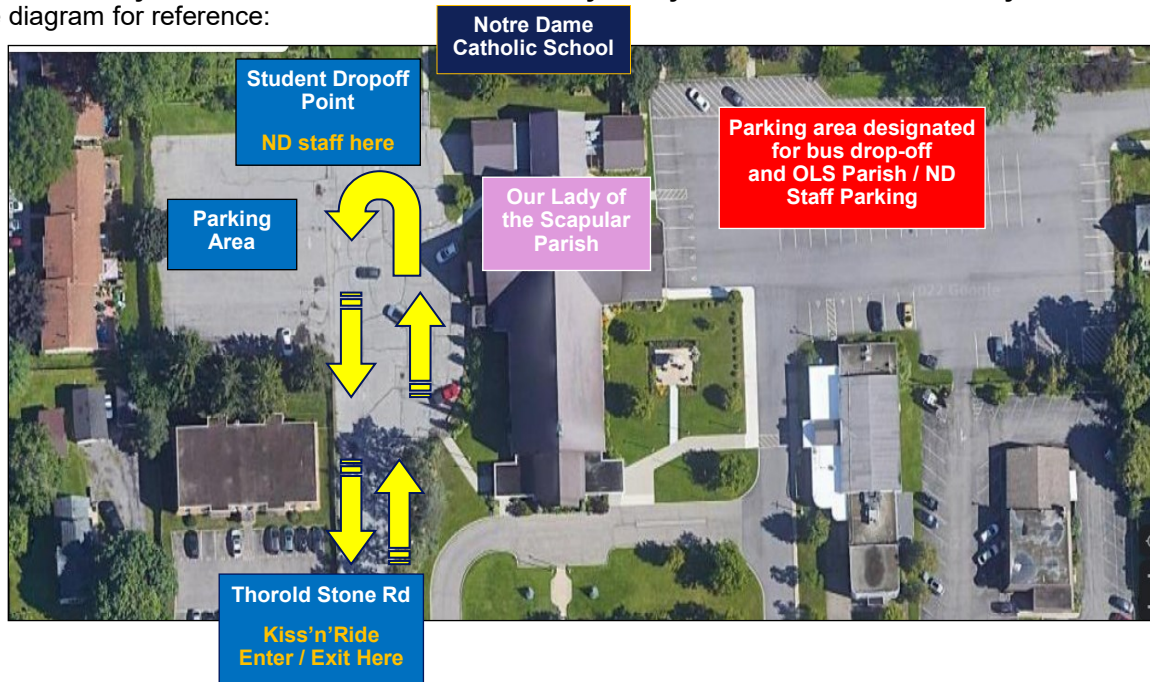 diagram for reference:
Notre Dame
Catholic School
Student Dropoff
Point
ND staff here
Parking area designated
for bus drop-off
and OLS Parish / ND
Staff Parking
Our Lady of
the Scapular
Parish
Parking
Area
2022 Google
Thorold Stone Rd
Kiss’n’Ride
Enter / Exit Here